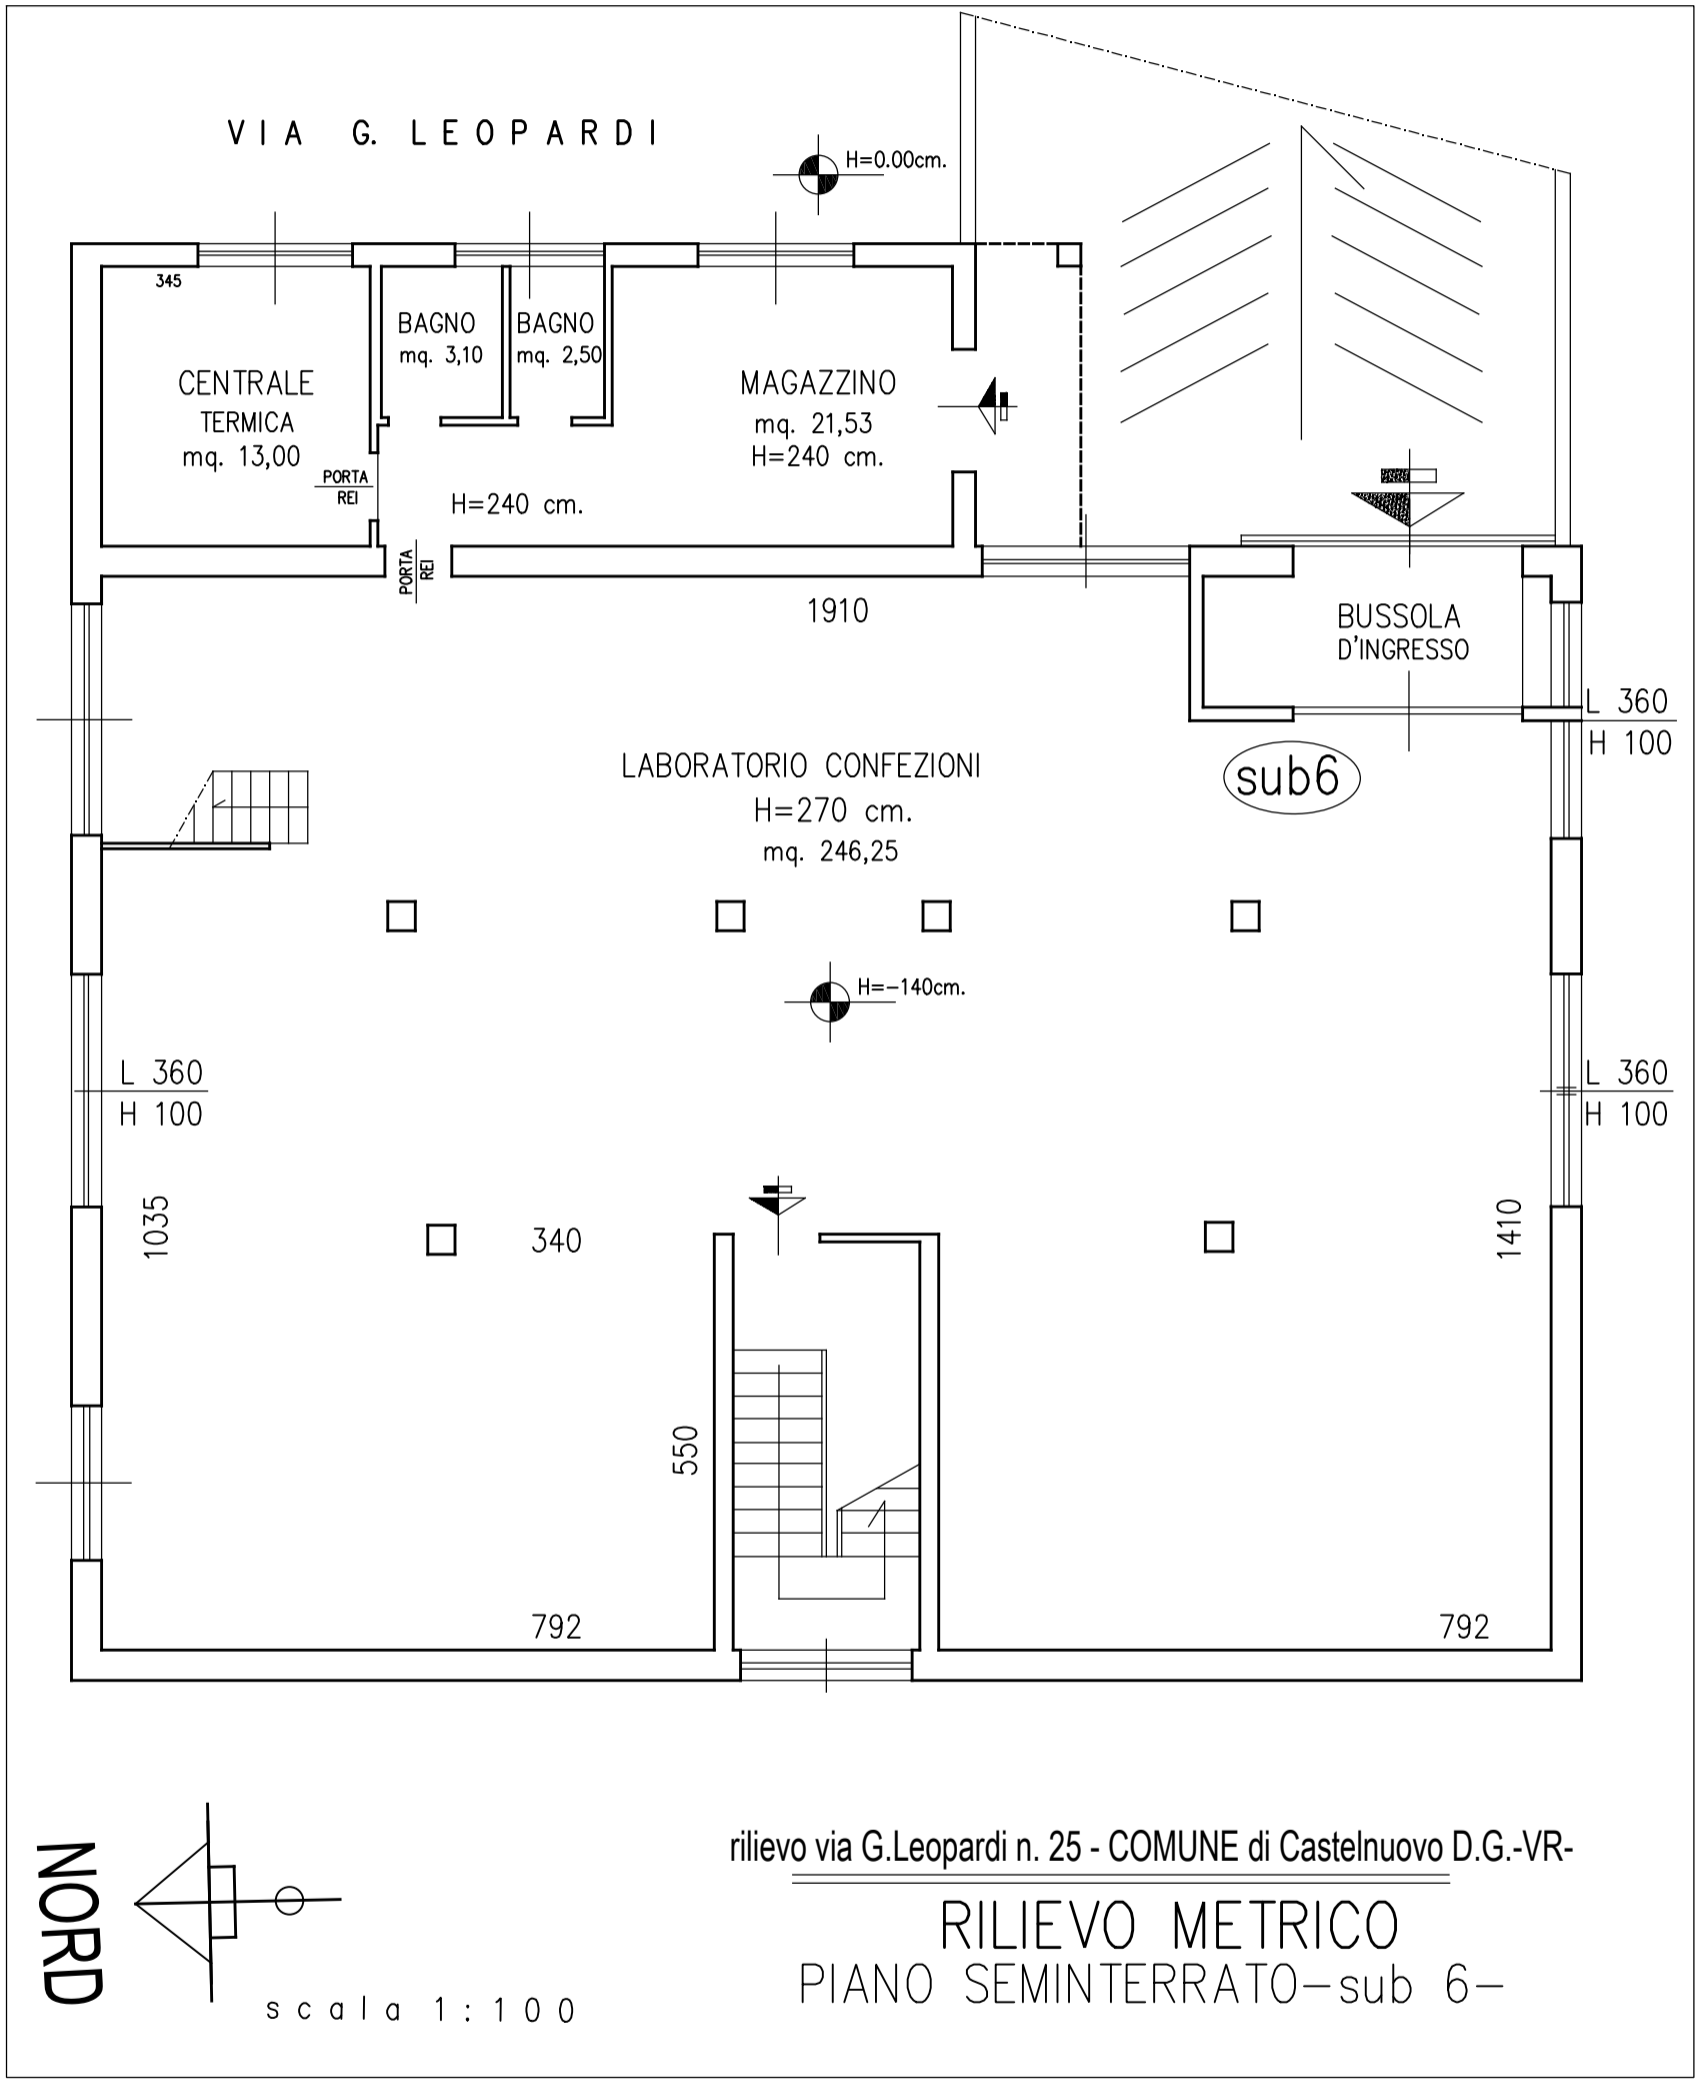 VIA G. LEOPARDI
H=0.00cm.
345
BAGNO
mq. 3,10
BAGNO
mq. 2,50
CENTRALE
TERMICA
mq. 13,00
MAGAZZINO
mq. 21,53
H=240 cm.
PORTA
REI
H=240 cm.
PORTA
REI
1910
BUSSOLA
D'INGRESSO
L 360
H 100
LABORATORIO CONFEZIONI
H=270 cm.
mq. 246,25
sub6
H=-140cm.
L 360
H 100
L 360
H 100
1035
340
1410
550
792
792
NORD
scala 1:100
rilievo via G.Leopardi n. 25 - COMUNE di Castelnuovo D.G.-VR-
RILIEVO METRICO
PIANO SEMINTERRATO-sub 6-